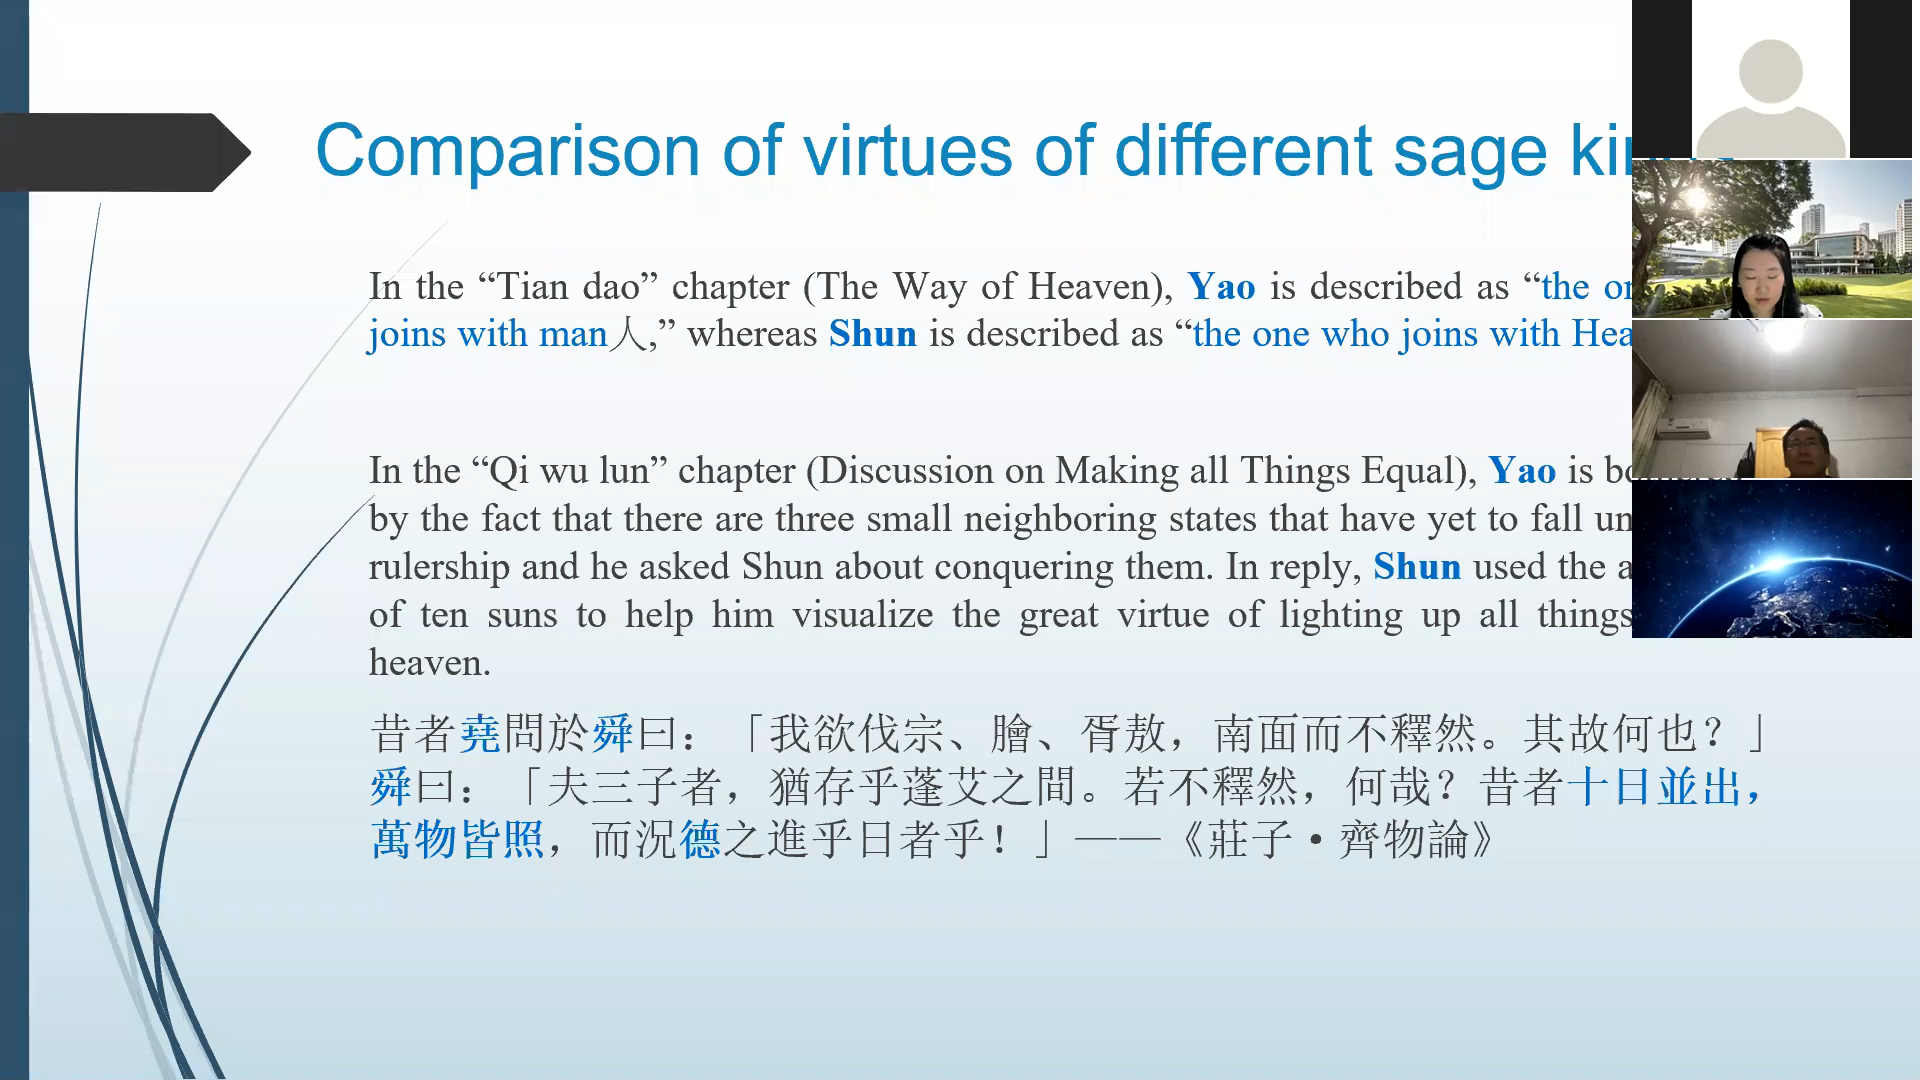 Comparison of virtues of different sage
In the “Tian dao” chapter (The Way of Heaven), Yao is described as “the
joins with man人,” whereas Shun is described as “the one who joins with
In the “Qi wu lun” chapter (Discussion on Making all Things Equal), Yao is
by the fact that there are three small neighboring states that have yet to fall
rulership and he asked Shun about conquering them. In reply, Shun used the
of ten suns to help him visualize the great virtue of lighting up all things
heaven.
昔者堯問於舜曰：「我欲伐宗、膾、胥敖，南面而不釋然。其故何也？」
舜曰：「夫三子者，猶存乎蓬艾之間。若不釋然，何哉？昔者十日並出，
萬物皆照，而況德之進乎日者乎！」——《莊子•齊物論》